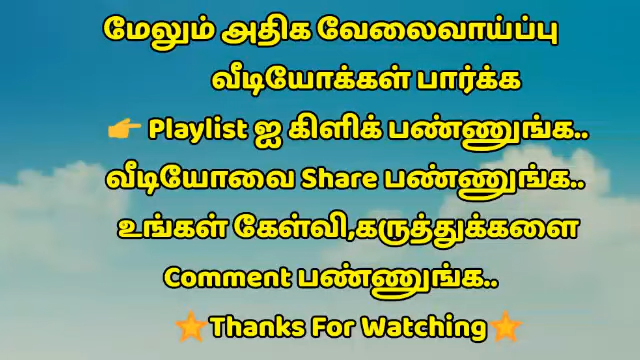 மேலும் அதிக வேலைவாய்ப்பு
வீடியோக்கள் பார்க்க
👉 Playlist ஐ கிளிக் பண்ணுங்க..
வீடியோவை Share பண்ணுங்க..
உங்கள் கேள்வி,கருத்துக்களை
Comment பண்ணுங்க..
⭐Thanks For Watching⭐